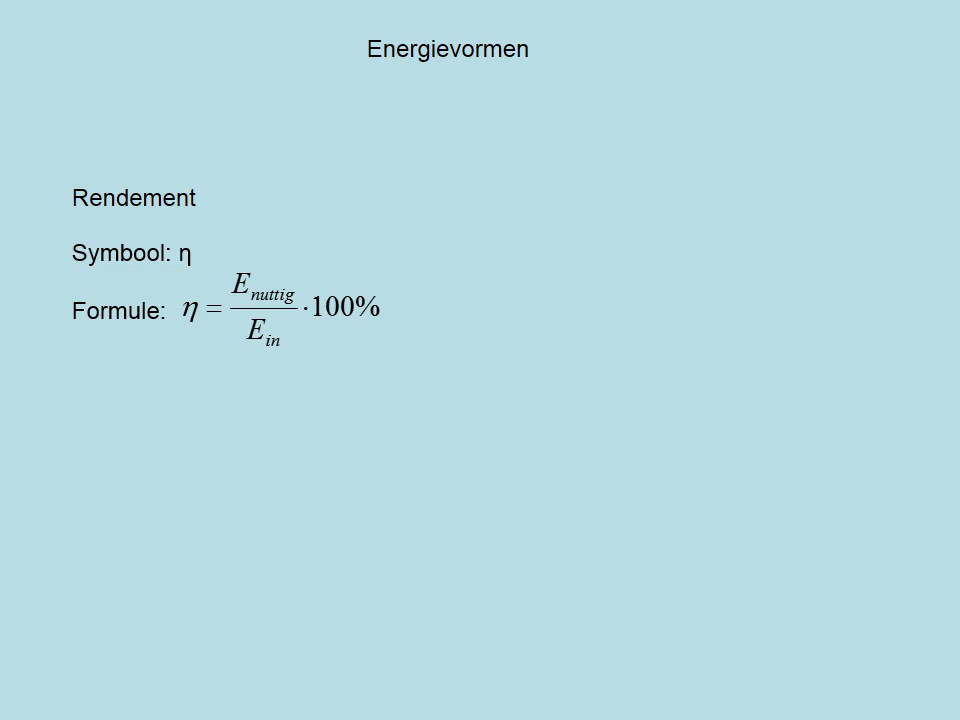 Energievormen
Rendement
Symbool: η
Formule: η = E_nuttig / E_in · 100%